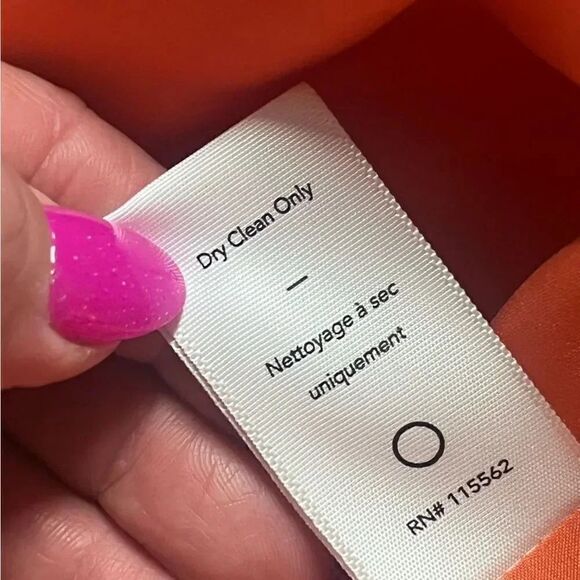 Dry Clean Only
—
Nettoyage à sec
uniquement
RN# 115562